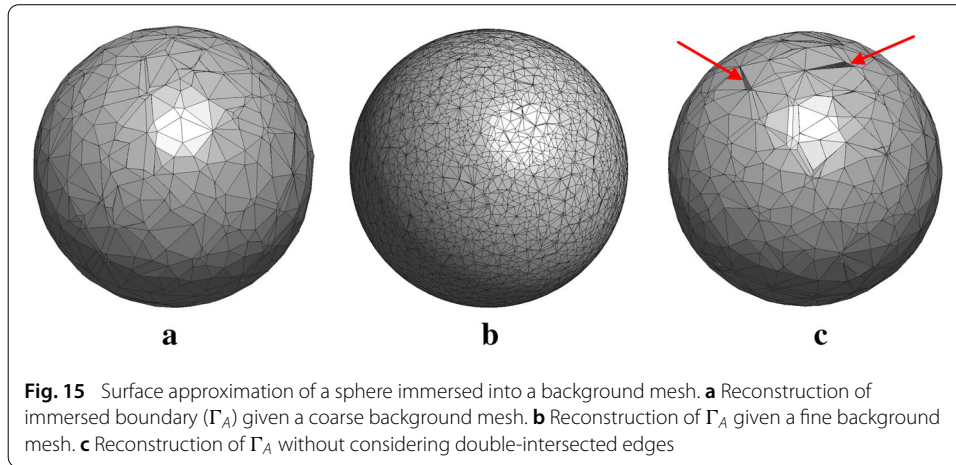 a
b
c
Fig. 15 Surface approximation of a sphere immersed into a background mesh. a Reconstruction of
immersed boundary (Γ_A) given a coarse background mesh. b Reconstruction of Γ_A given a fine background
mesh. c Reconstruction of Γ_A without considering double-intersected edges